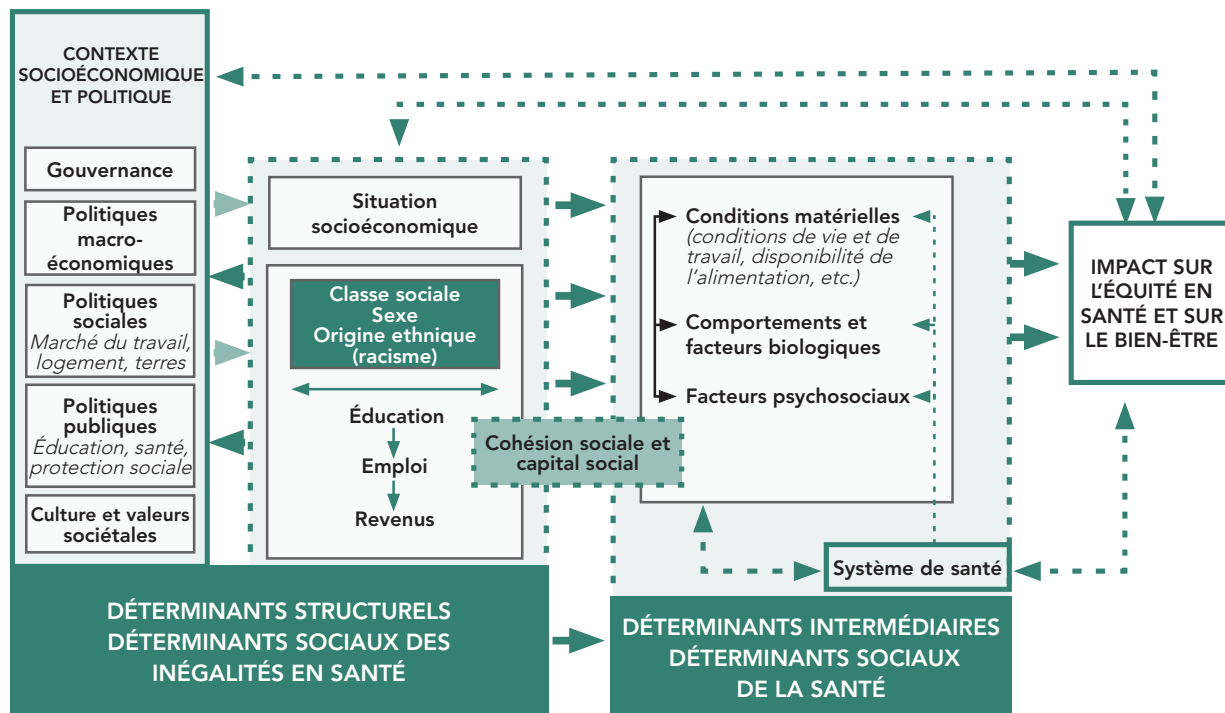 CONTEXTE
SOCIOÉCONOMIQUE
ET POLITIQUE
Gouvernance
Politiques
macro-
économiques
Politiques
sociales
Marché du travail,
logement, terres
Politiques
publiques
Éducation, santé,
protection sociale
Culture et valeurs
sociétales
Situation
socioéconomique
Classe sociale
Sexe
Origine ethnique
(racisme)
Éducation
Emploi
Revenus
Cohésion sociale et
capital social
Conditions matérielles
(conditions de vie et de
travail, disponibilité de
l’alimentation, etc.)
Comportements et
facteurs biologiques
Facteurs psychosociaux
Système de santé
IMPACT SUR
L’ÉQUITÉ EN
SANTÉ ET SUR
LE BIEN-ÊTRE
DÉTERMINANTS STRUCTURELS
DÉTERMINANTS SOCIAUX DES
INÉGALITÉS EN SANTÉ
DÉTERMINANTS INTERMÉDIAIRES
DÉTERMINANTS SOCIAUX
DE LA SANTÉ